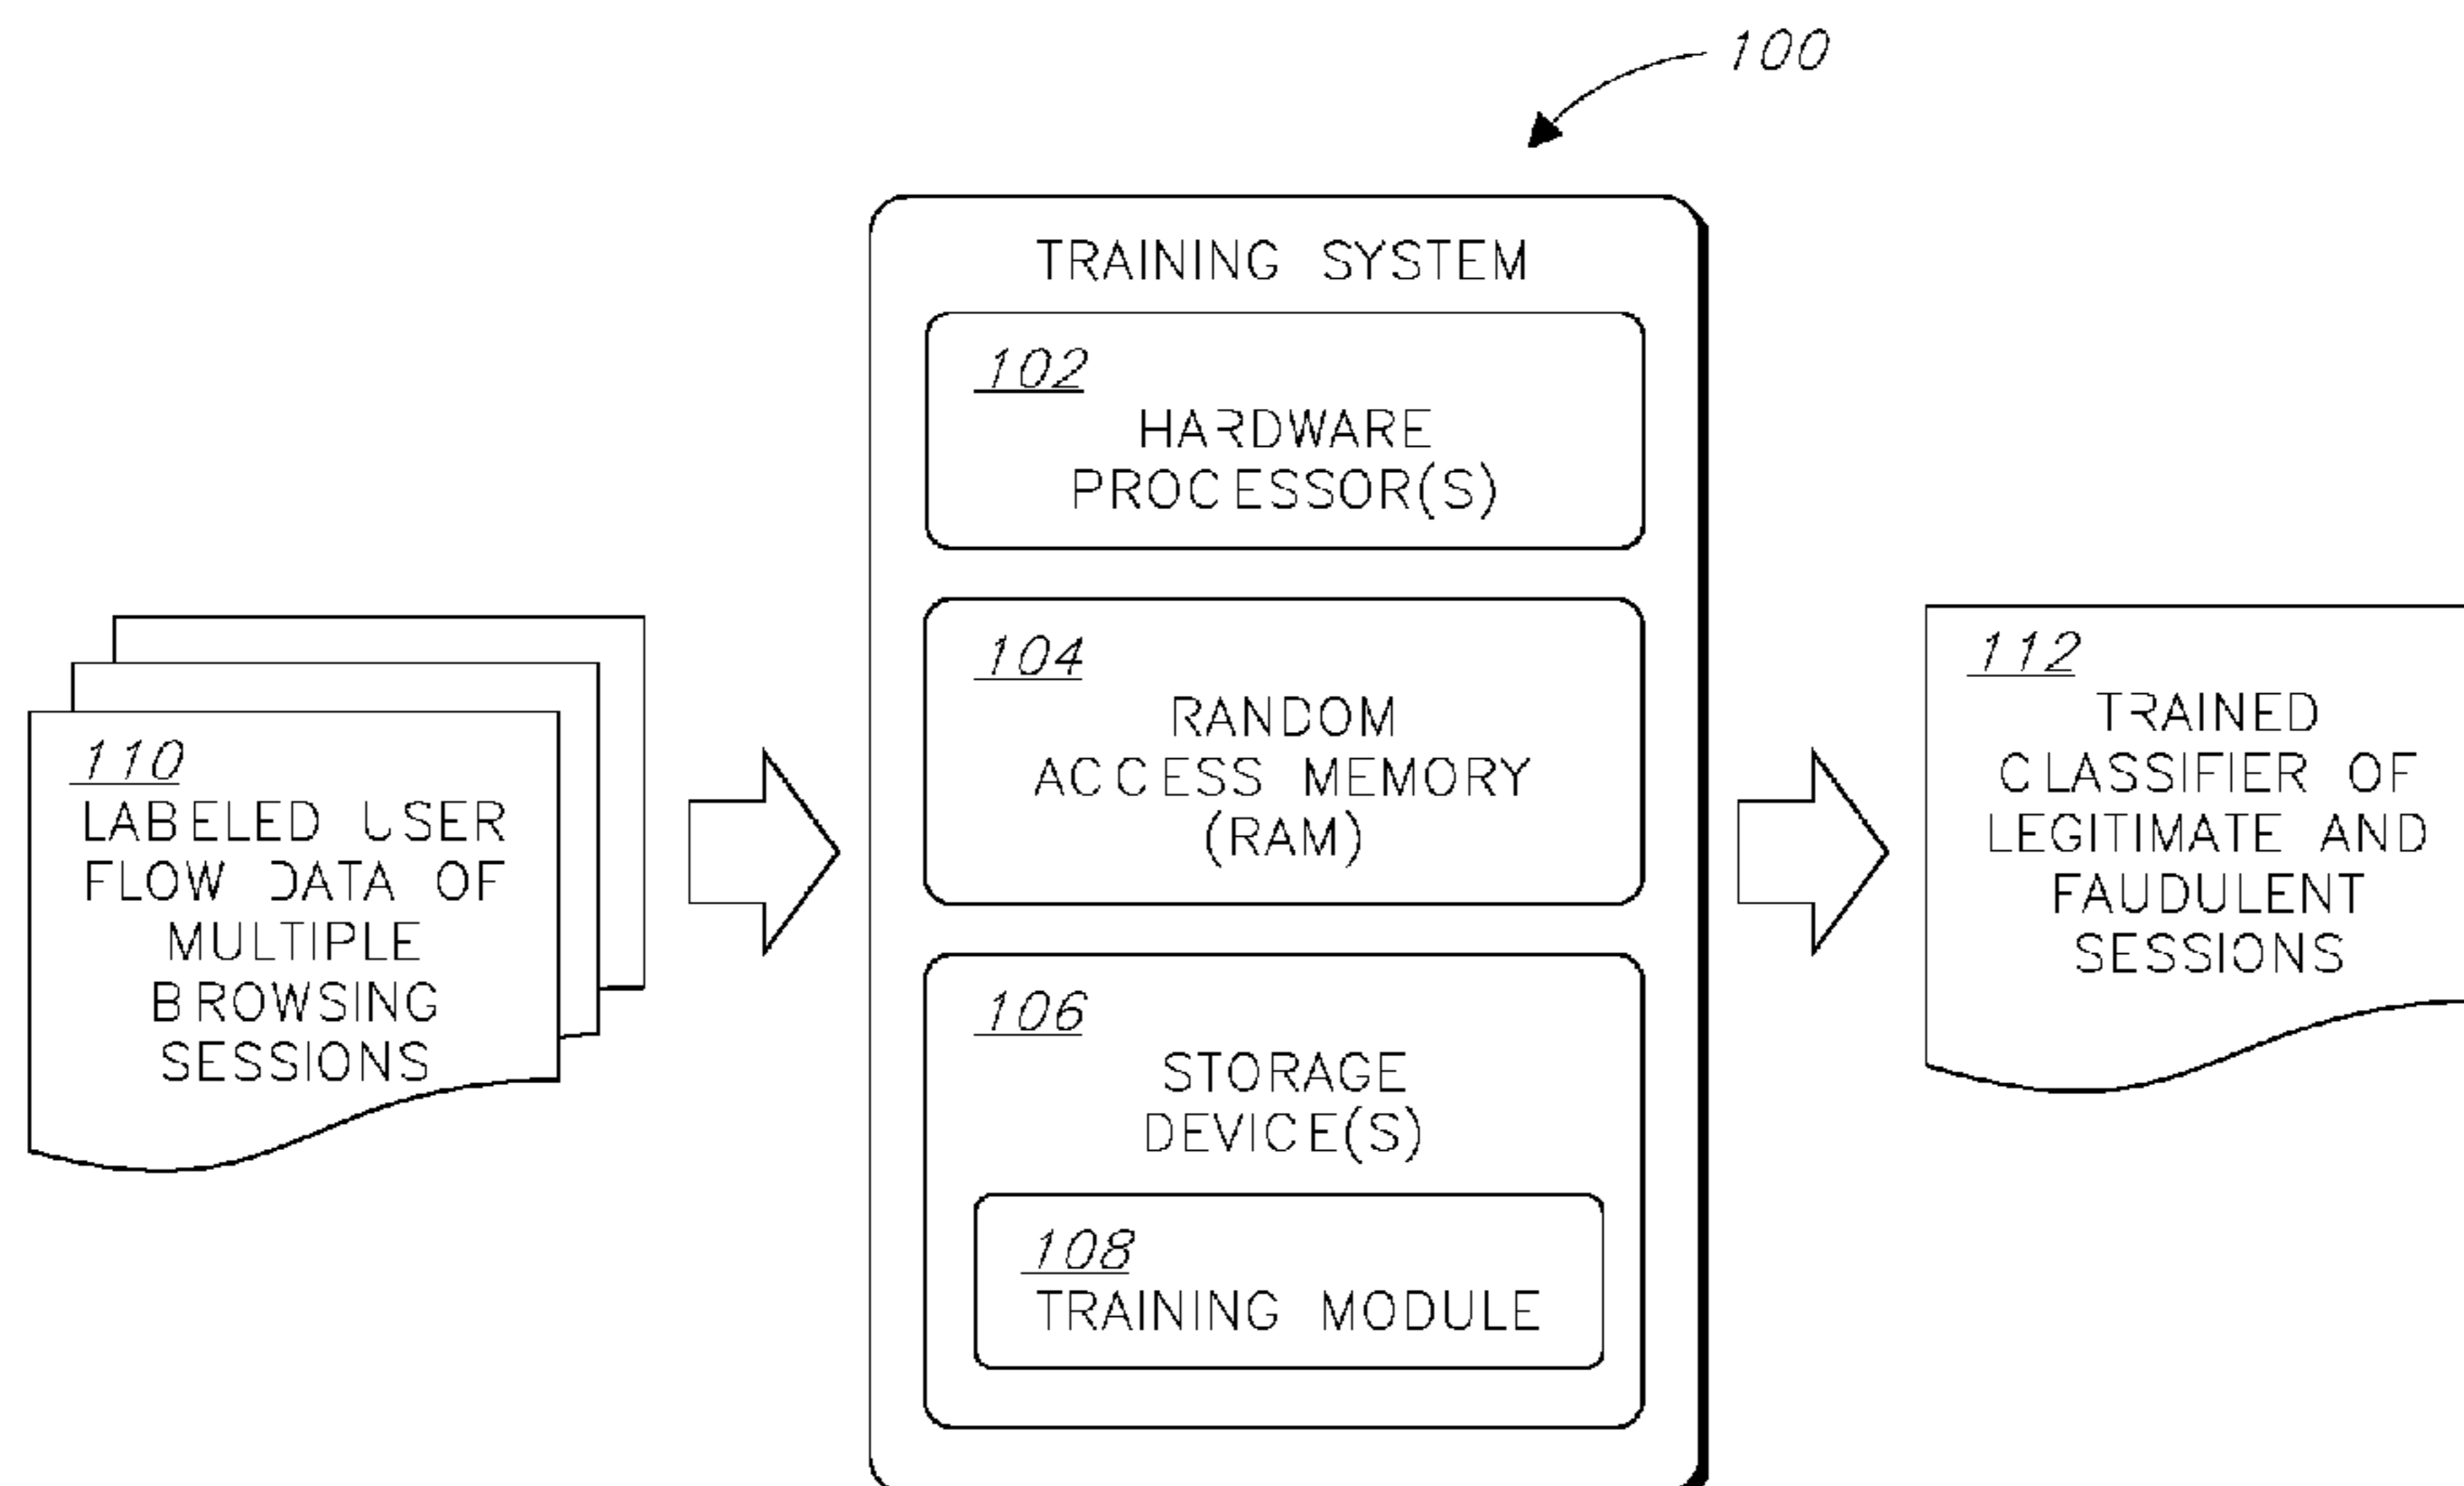 100
TRAINING SYSTEM
102
HARDWARE
PROCESSOR(S)
104
RANDOM
ACCESS MEMORY
(RAM)
106
STORAGE
DEVICE(S)
108
TRAINING MODULE
110
LABELED USER
FLOW DATA OF
MULTIPLE
BROWSING
SESSIONS
112
TRAINED
CLASSIFIER OF
LEGITIMATE AND
FAUDULENT
SESSIONS